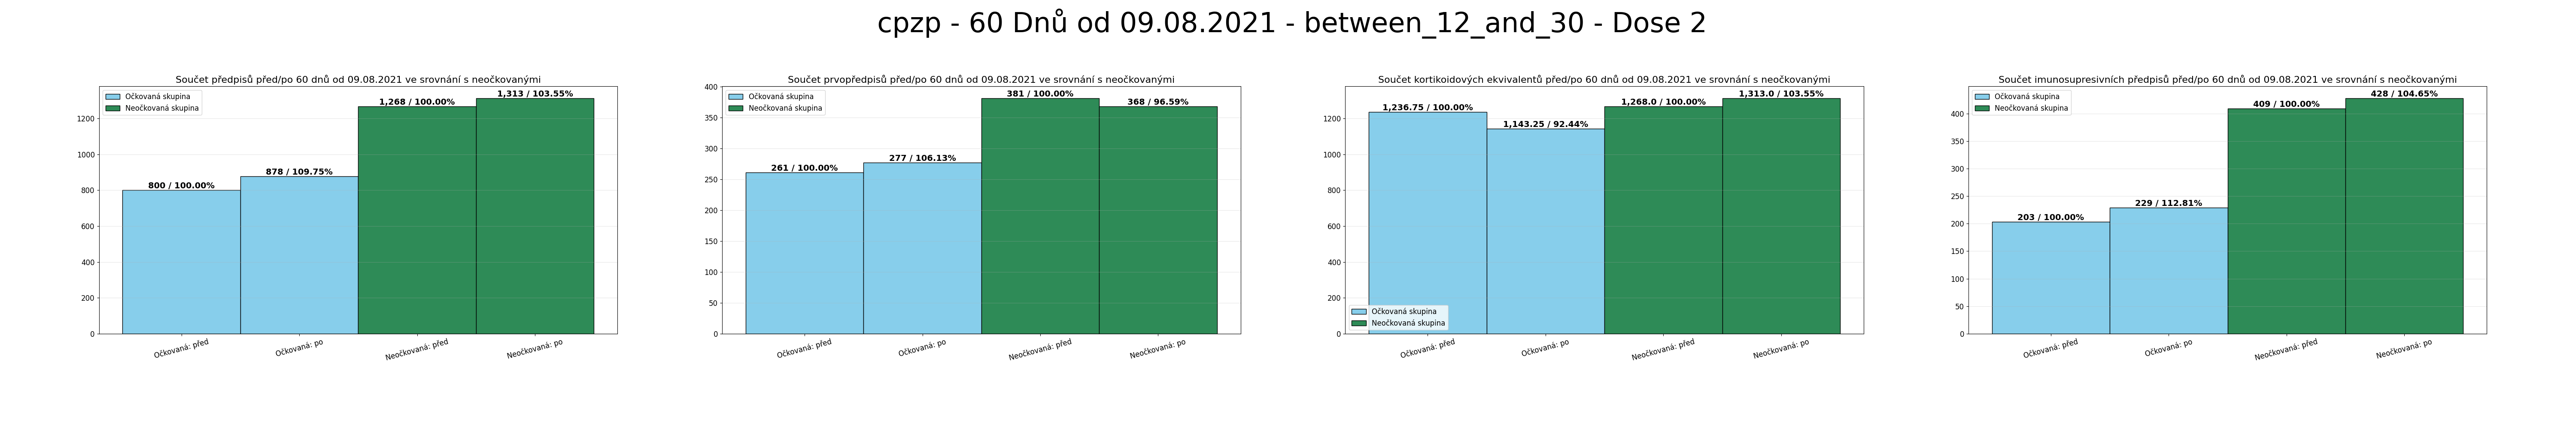 cpzp - 60 Dnů od 09.08.2021 - between_12_and_30 - Dose 2
Součet předpisů před/po 60 dnů od 09.08.2021 ve srovnání s neočkovanými
Očkovaná skupina
Neočkovaná skupina
800 / 100.00%
878 / 109.75%
1,268 / 100.00%
1,313 / 103.55%
1200
1000
800
600
400
200
0
Očkovaná: před
Očkovaná: po
Neočkovaná: před
Neočkovaná: po
Součet prvopředpisů před/po 60 dnů od 09.08.2021 ve srovnání s neočkovanými
Očkovaná skupina
Neočkovaná skupina
261 / 100.00%
277 / 106.13%
381 / 100.00%
368 / 96.59%
400
350
300
250
200
150
100
50
0
Očkovaná: před
Očkovaná: po
Neočkovaná: před
Neočkovaná: po
Součet kortikoidových ekvivalentů před/po 60 dnů od 09.08.2021 ve srovnání s neočkovanými
1,236.75 / 100.00%
1,143.25 / 92.44%
1,268.0 / 100.00%
1,313.0 / 103.55%
1200
1000
800
600
400
200
0
Očkovaná skupina
Neočkovaná skupina
Očkovaná: před
Očkovaná: po
Neočkovaná: před
Neočkovaná: po
Součet imunosupresivních předpisů před/po 60 dnů od 09.08.2021 ve srovnání s neočkovanými
Očkovaná skupina
Neočkovaná skupina
203 / 100.00%
229 / 112.81%
409 / 100.00%
428 / 104.65%
400
350
300
250
200
150
100
50
0
Očkovaná: před
Očkovaná: po
Neočkovaná: před
Neočkovaná: po